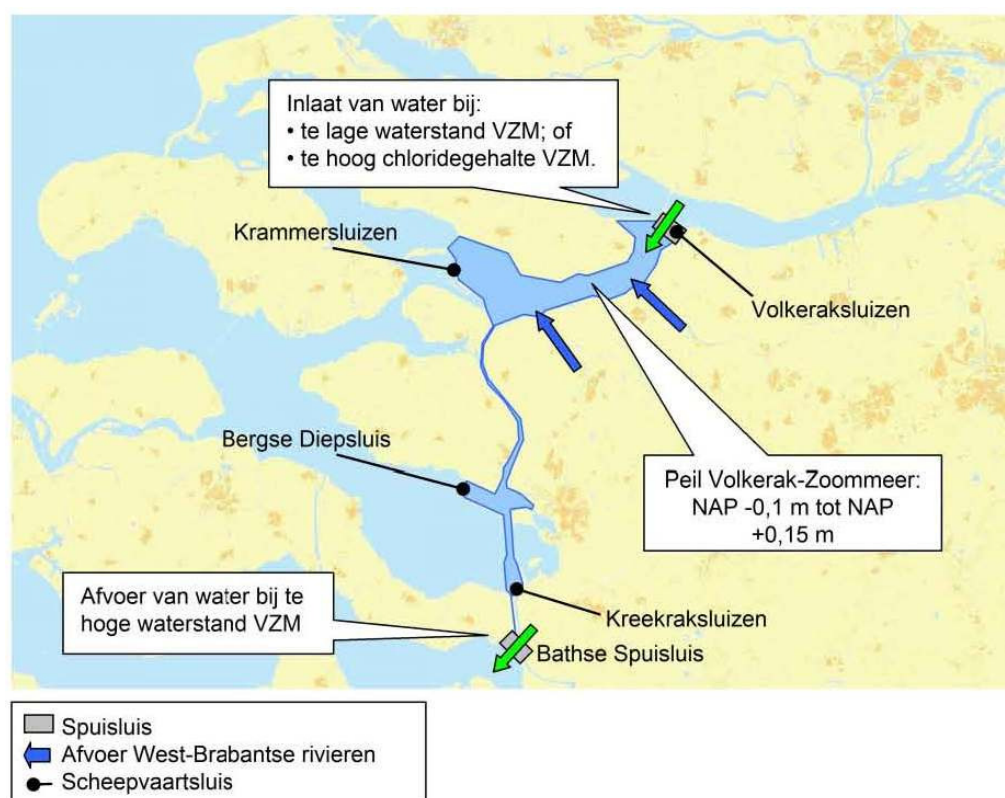 Inlaat van water bij:
• te lage waterstand VZM; of
• te hoog chloridegehalte VZM.
Krammersluizen
Volkeraksluizen
Bergse Diepsluis
Peil Volkerak-Zoommeer:
NAP -0,1 m tot NAP
+0,15 m
Afvoer van water bij te
hoge waterstand VZM
Kreekraksluizen
Bathse Spuisluis
Spuisluis
Afvoer West-Brabantse rivieren
Scheepvaartsluis